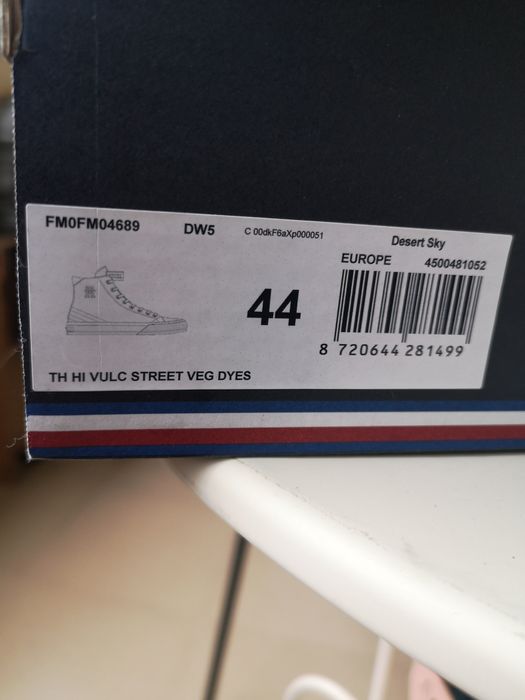 FM0FM04689 DW5 C 00dkF6aXp000051 Desert Sky
EUROPE 4500481052
44
8 720644 281499
TH HI VULC STREET VEG DYES